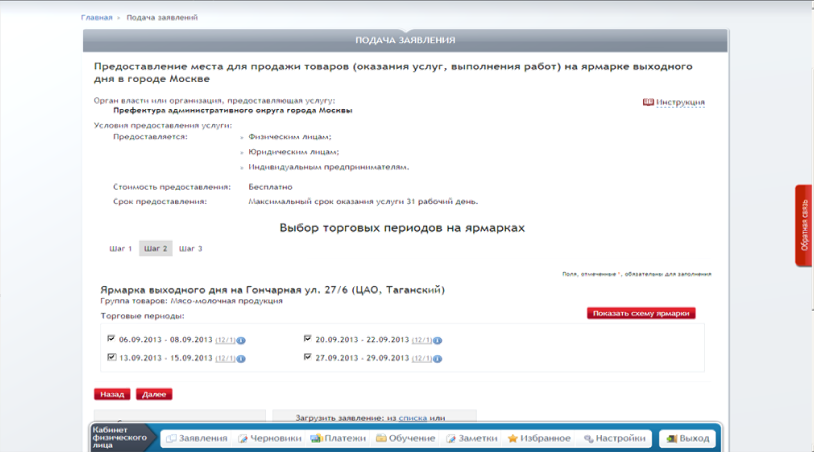 Главная » Подача заявлений
ПОДАЧА ЗАЯВЛЕНИЯ
Предоставление места для продажи товаров (оказания услуг, выполнения работ) на ярмарке выходного
дня в городе Москве
Орган власти или организация, предоставляющая услугу:
Префектура административного округа города Москвы
Инструкция
Условия предоставления услуги:
Предоставляется: » Физическим лицам;
» Юридическим лицам;
» Индивидуальным предпринимателям.
Стоимость предоставления: Бесплатно
Срок предоставления: Максимальный срок оказания услуги 31 рабочий день.
Обратная связь
Выбор торговых периодов на ярмарках
Шаг 1 Шаг 2 Шаг 3
Поля, отмеченные *, обязательны для заполнения
Ярмарка выходного дня на Гончарная ул. 27/6 (ЦАО, Таганский)
Группа товаров: Мясо-молочная продукция
Показать схему ярмарки
Торговые периоды:
06.09.2013 - 08.09.2013 (12/1) 20.09.2013 - 22.09.2013 (12/1)
13.09.2013 - 15.09.2013 (12/1) 27.09.2013 - 29.09.2013 (12/1)
Назад Далее
Загрузить заявление: из списка или
Кабинет
физического
лица
Заявления Черновики Платежи Обучение Заметки Избранное Настройки Выход